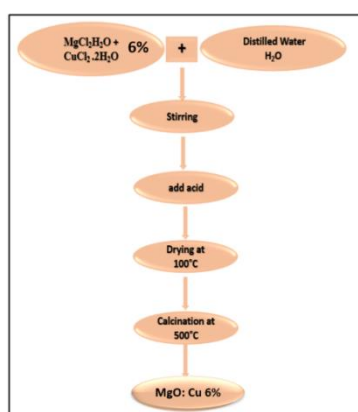 MgCl₂H₂O + 6%
CuCl₂.2H₂O
+
Distilled Water
H₂O
Stirring
add acid
Drying at
100°C
Calcination at
500°C
MgO: Cu 6%